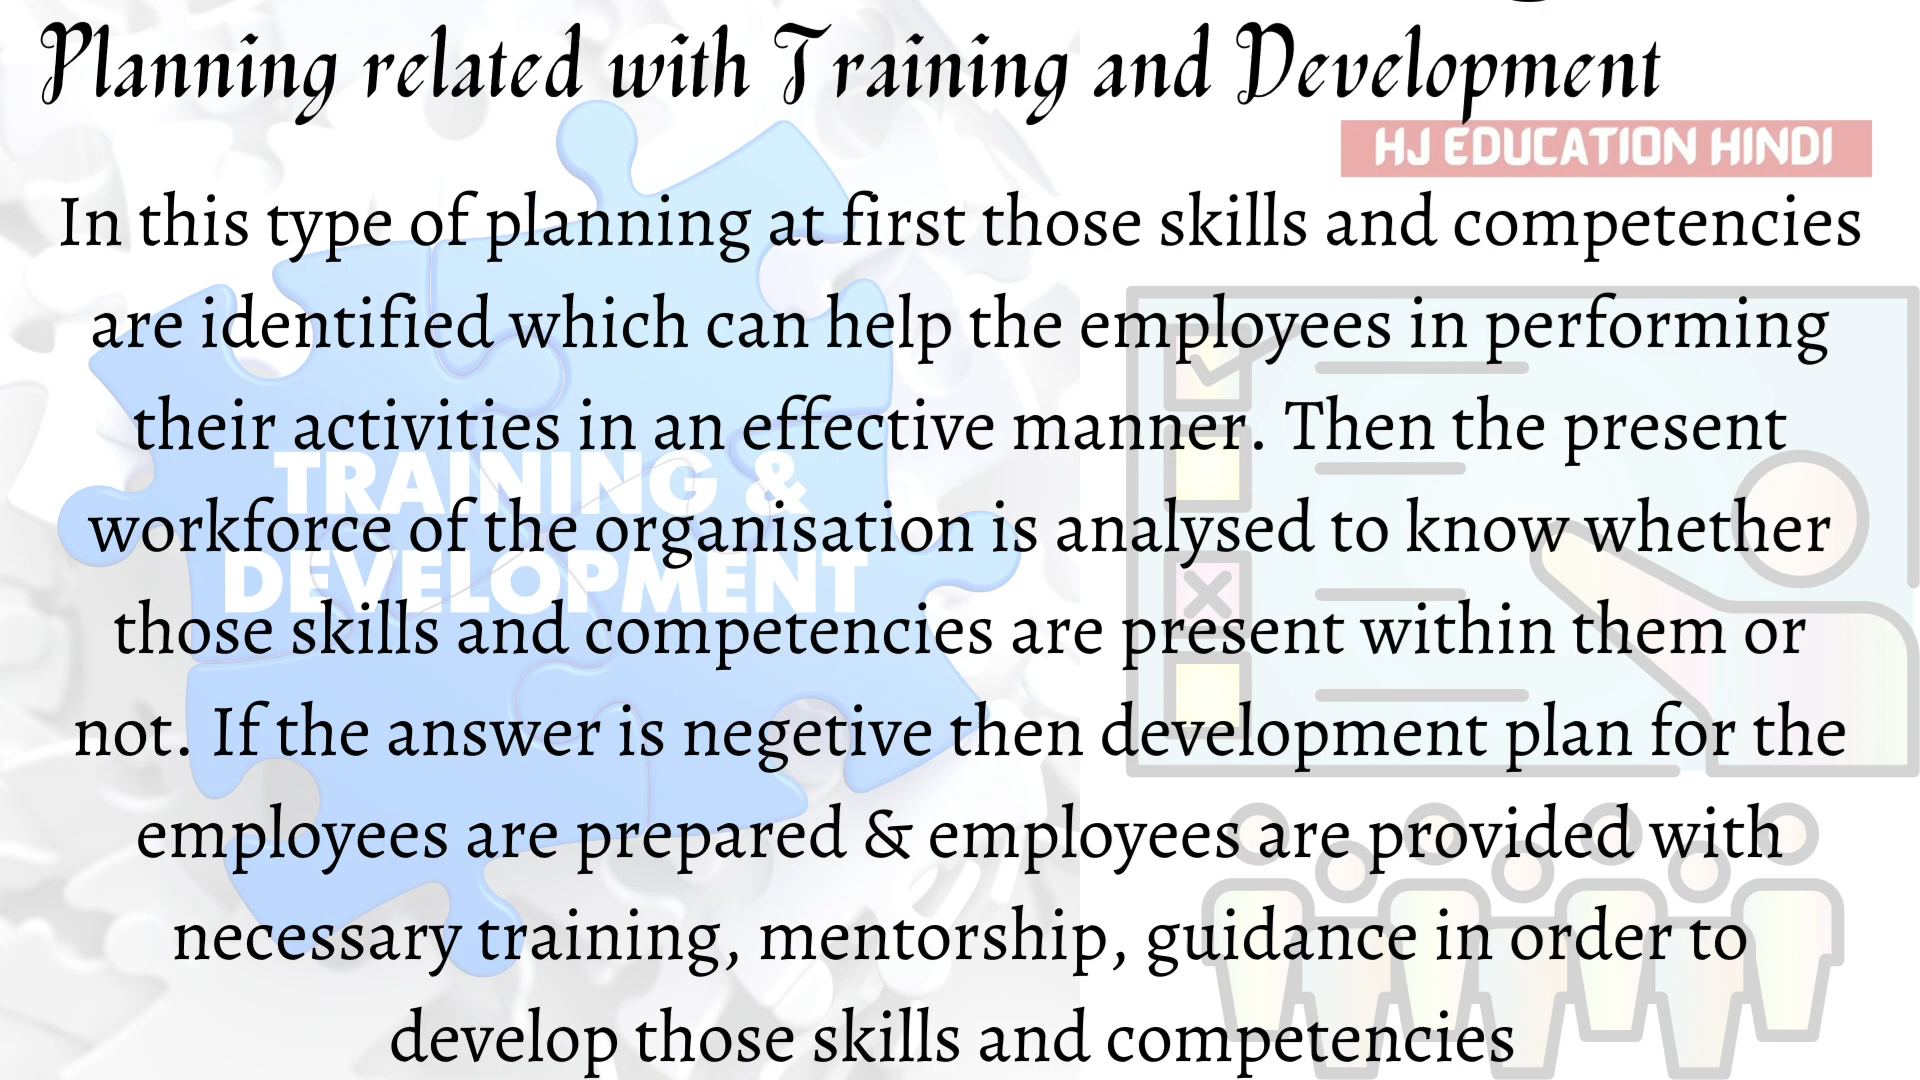 Planning related with Training and Development
HJ EDUCATION HINDI
In this type of planning at first those skills and competencies
are identified which can help the employees in performing
their activities in an effective manner. Then the present
TRAINING &
workforce of the organisation is analysed to know whether
DEVELOPMENT
those skills and competencies are present within them or
not. If the answer is negetive then development plan for the
employees are prepared & employees are provided with
necessary training, mentorship, guidance in order to
develop those skills and competencies